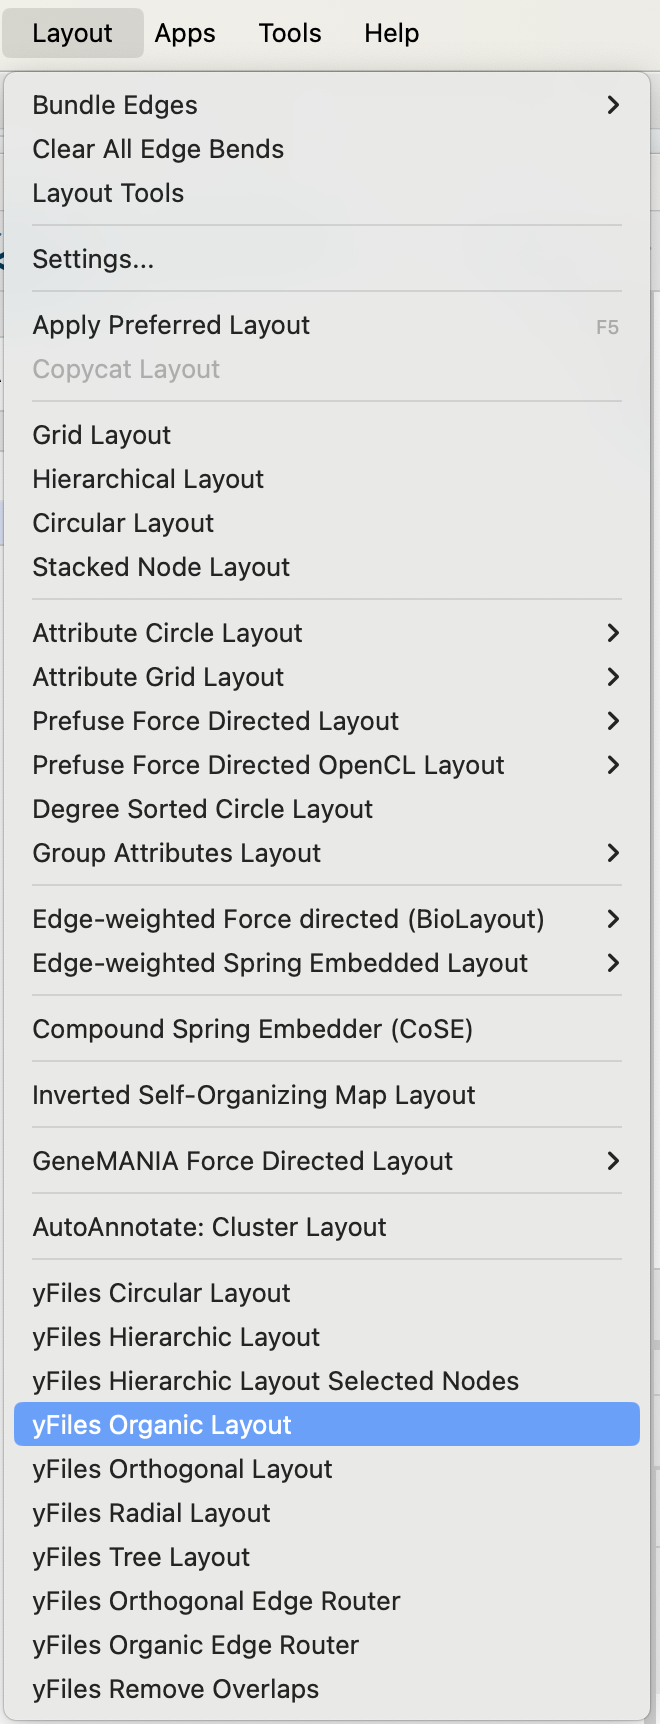 Layout Apps Tools Help
Bundle Edges
Clear All Edge Bends
Layout Tools
Settings...
Apply Preferred Layout F5
Copycat Layout
Grid Layout
Hierarchical Layout
Circular Layout
Stacked Node Layout
Attribute Circle Layout
Attribute Grid Layout
Prefuse Force Directed Layout
Prefuse Force Directed OpenCL Layout
Degree Sorted Circle Layout
Group Attributes Layout
Edge-weighted Force directed (BioLayout)
Edge-weighted Spring Embedded Layout
Compound Spring Embedder (CoSE)
Inverted Self-Organizing Map Layout
GeneMANIA Force Directed Layout
AutoAnnotate: Cluster Layout
yFiles Circular Layout
yFiles Hierarchic Layout
yFiles Hierarchic Layout Selected Nodes
yFiles Organic Layout
yFiles Orthogonal Layout
yFiles Radial Layout
yFiles Tree Layout
yFiles Orthogonal Edge Router
yFiles Organic Edge Router
yFiles Remove Overlaps